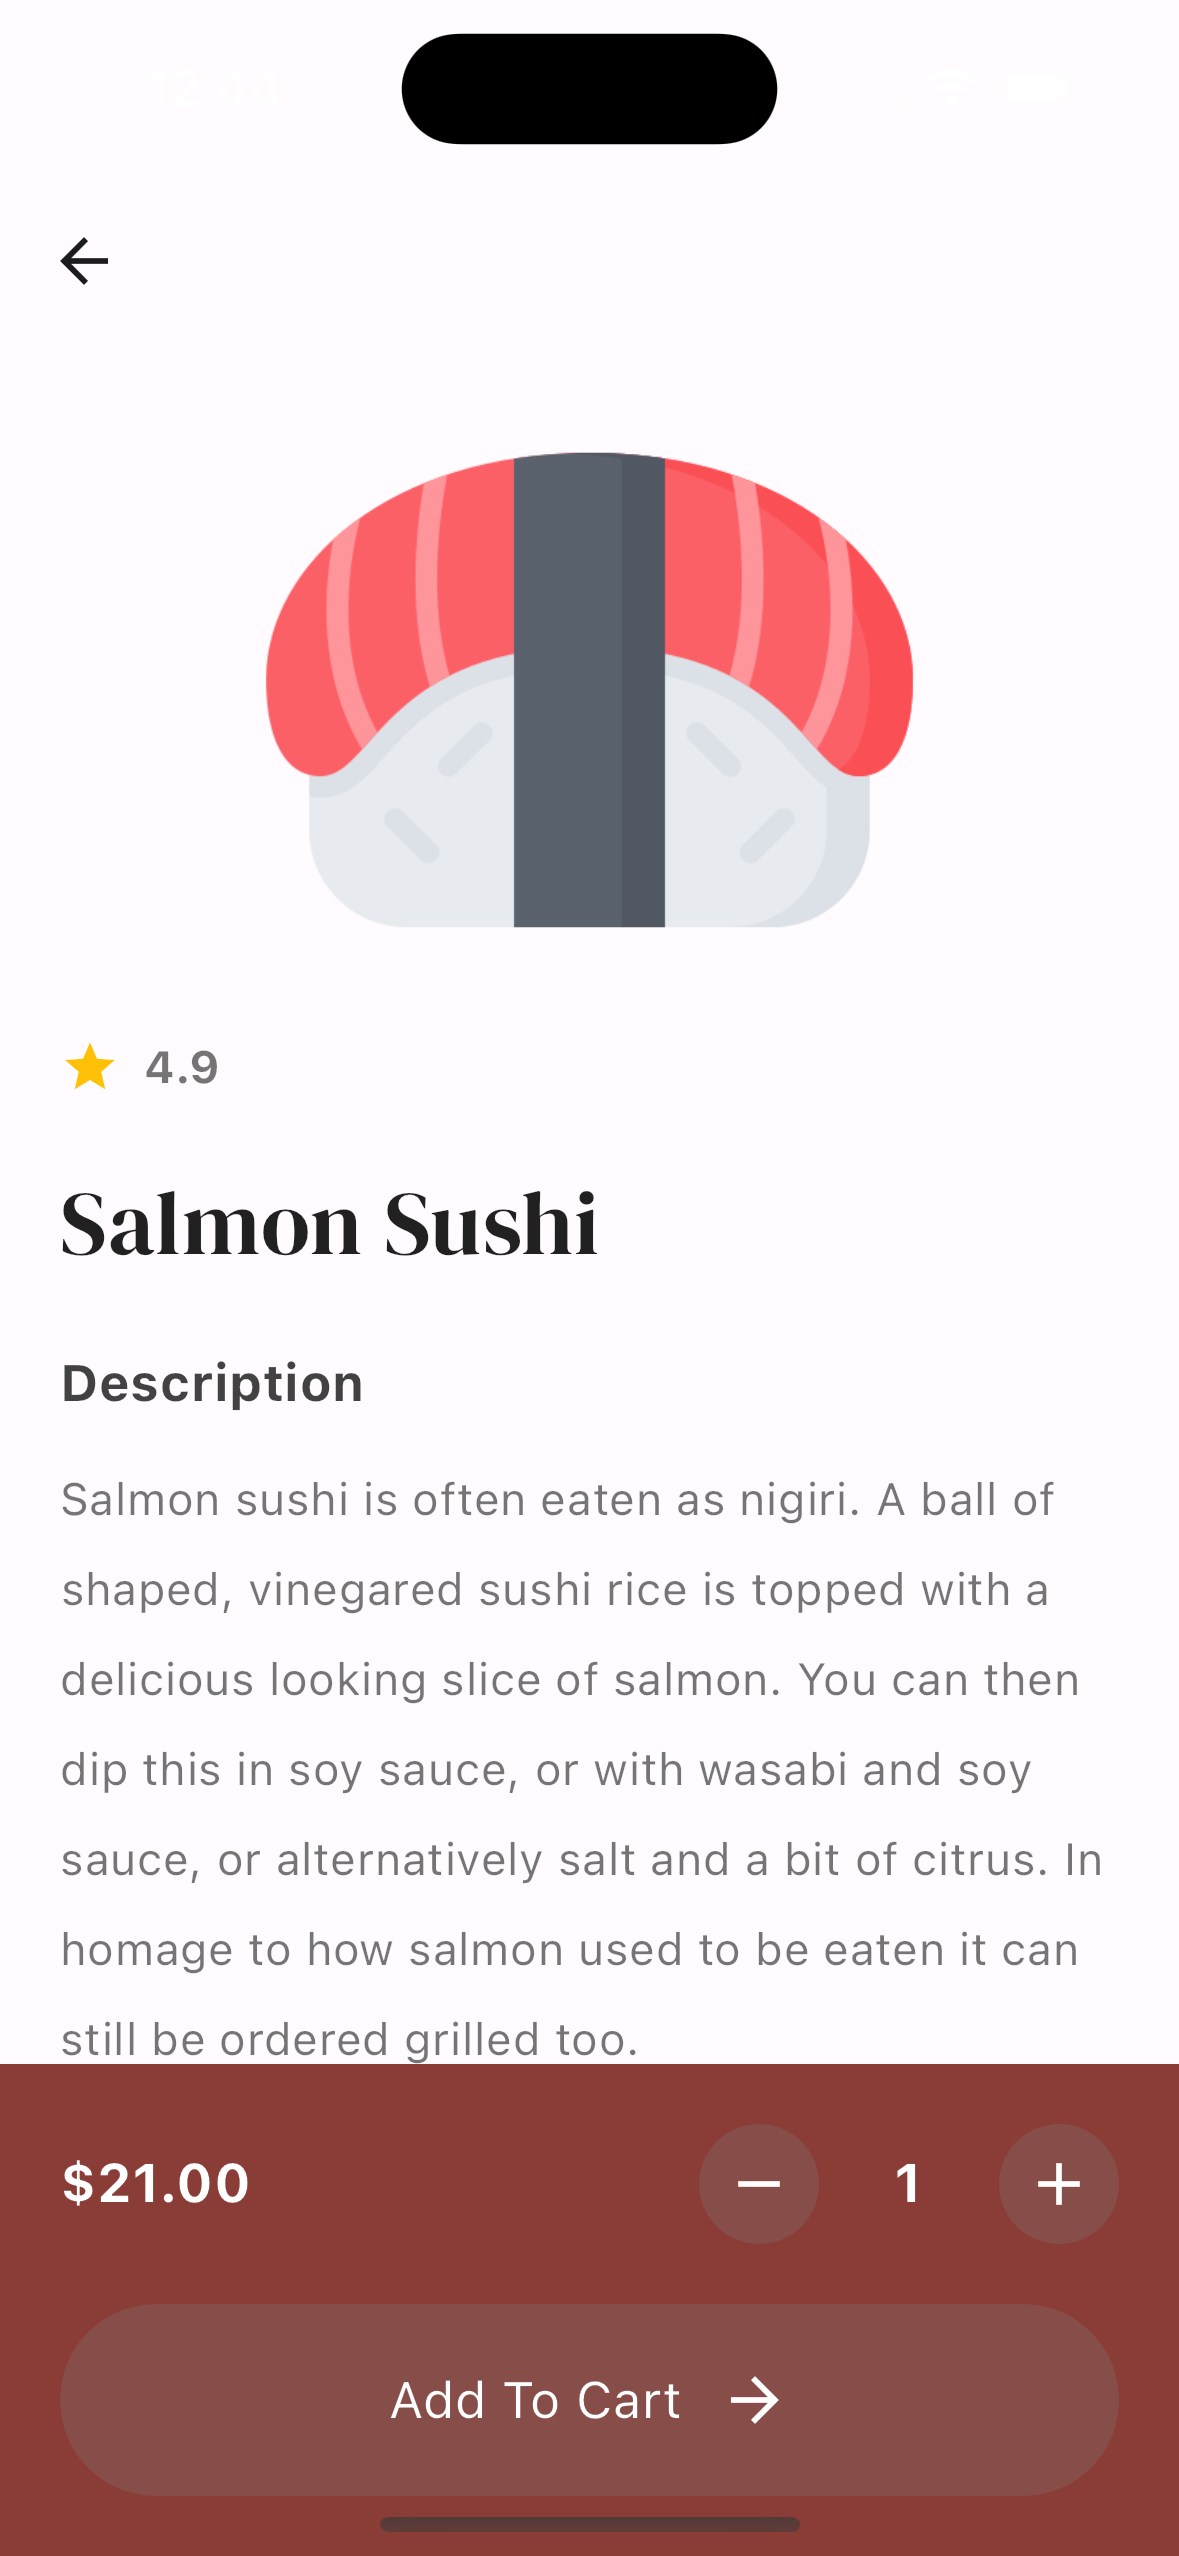 12:44
4.9
Salmon Sushi
Description
Salmon sushi is often eaten as nigiri. A ball of
shaped, vinegared sushi rice is topped with a
delicious looking slice of salmon. You can then
dip this in soy sauce, or with wasabi and soy
sauce, or alternatively salt and a bit of citrus. In
homage to how salmon used to be eaten it can
still be ordered grilled too.
$21.00
1
Add To Cart